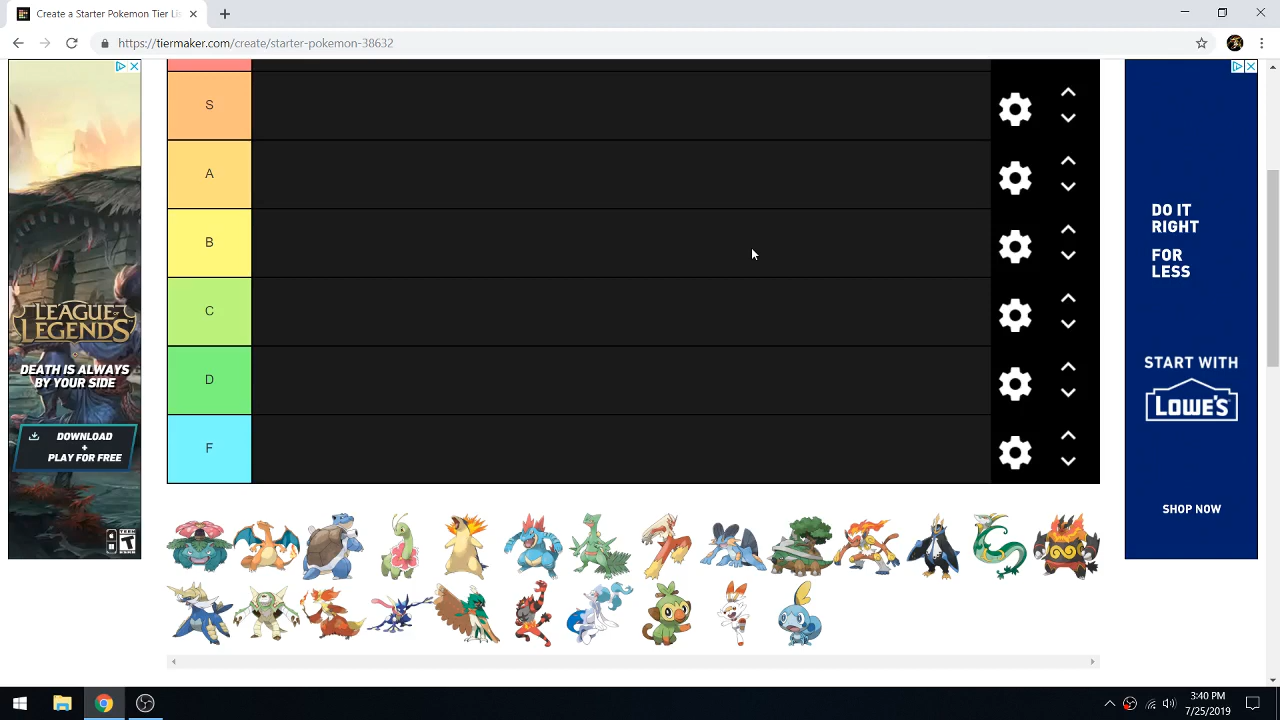 Create a Starter Pokemon Tier Lis
https://tiermaker.com/create/starter-pokemon-38632
S
A
B
C
D
F
LEAGUE OF
LEGENDS
DEATH IS ALWAYS
BY YOUR SIDE
DOWNLOAD
+
PLAY FOR FREE
T
DO IT
RIGHT
FOR
LESS
START WITH
LOWE'S
SHOP NOW
3:40 PM
7/25/2019